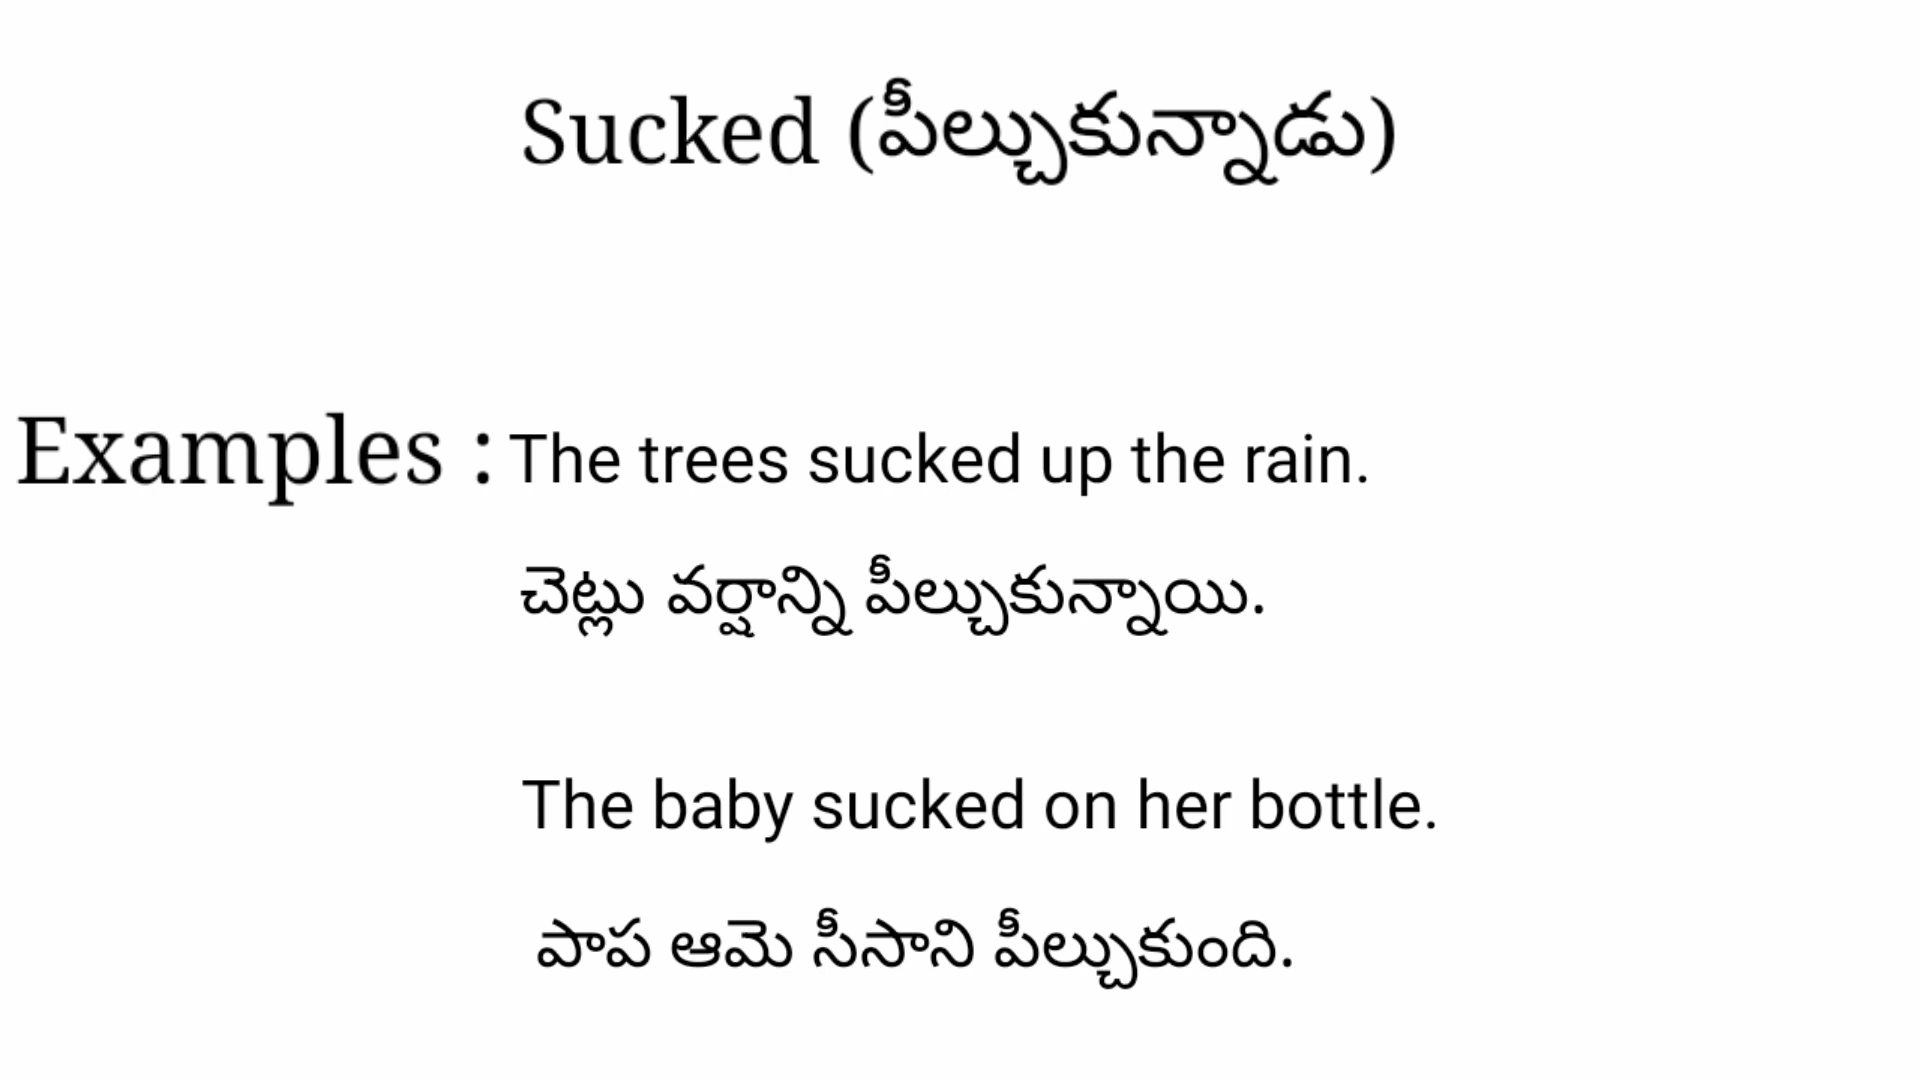 Sucked (పీల్చుకున్నాడు)
Examples : The trees sucked up the rain.
చెట్లు వర్షాన్ని పీల్చుకున్నాయి.
The baby sucked on her bottle.
పాప ఆమె సీసాని పీల్చుకుంది.